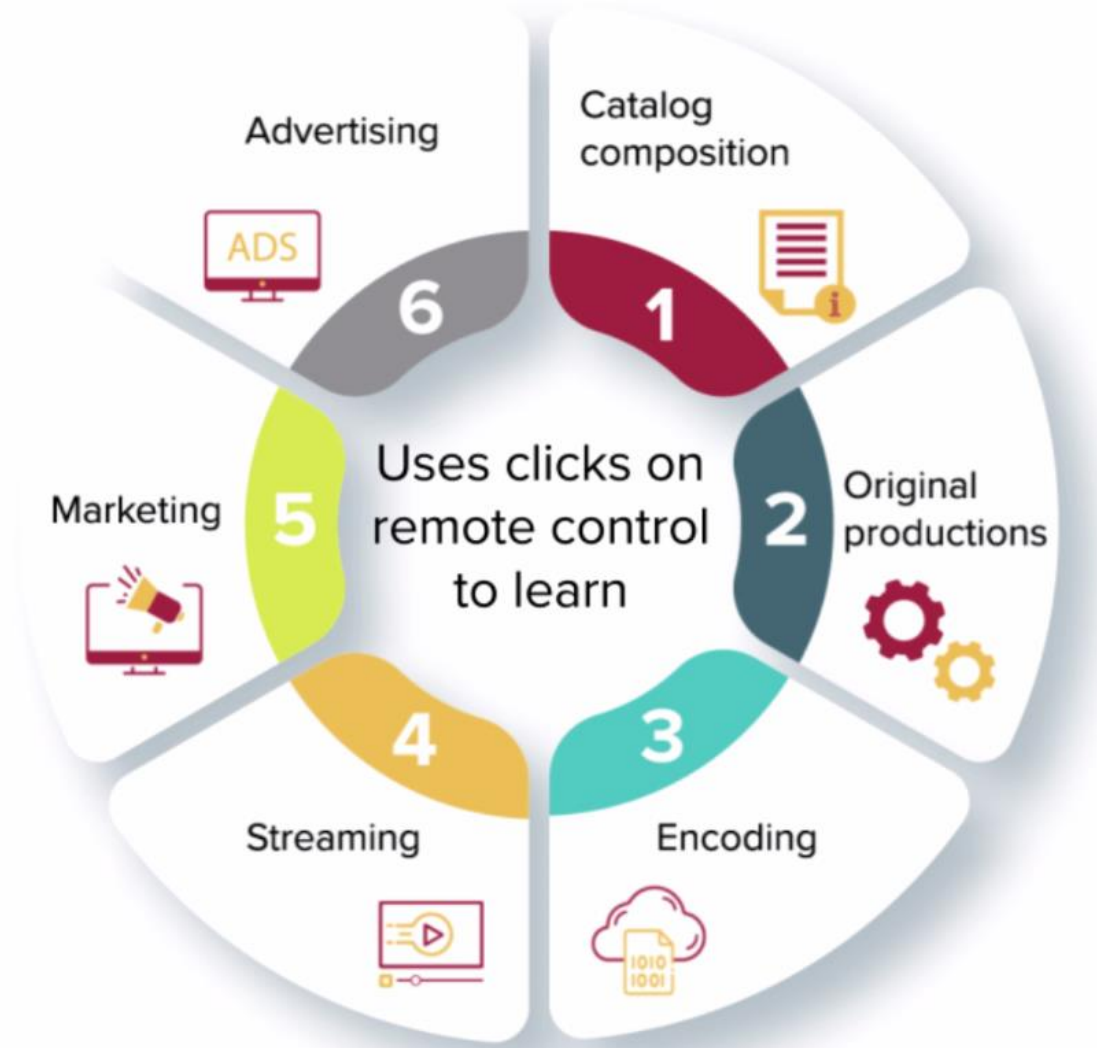 Advertising
ADS
6
Catalog
composition
i
1
Original
productions
2
Encoding
1010
1001
3
Streaming
4
Marketing
5
Uses clicks on
remote control
to learn